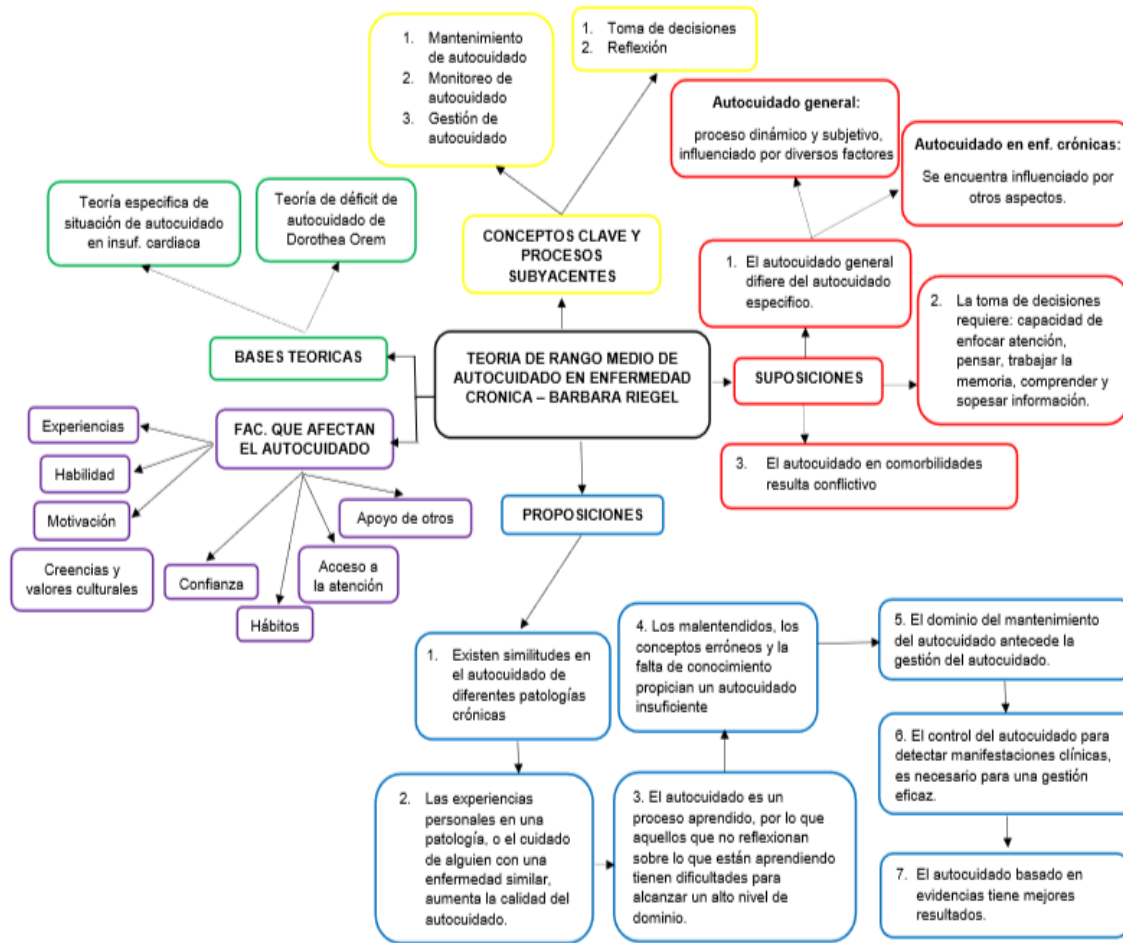 1. Mantenimiento
de autocuidado
2. Monitoreo de
autocuidado
3. Gestión de
autocuidado
1. Toma de decisiones
2. Reflexión
Autocuidado general:
proceso dinámico y subjetivo,
influenciado por diversos factores
Autocuidado en enf. crónicas:
Se encuentra influenciado por
otros aspectos.
Teoría especifica de
situación de autocuidado
en insuf. cardiaca
Teoría de déficit de
autocuidado de
Dorothea Orem
CONCEPTOS CLAVE Y
PROCESOS
SUBYACENTES
1. El autocuidado general
difiere del autocuidado
especifico.
2. La toma de decisiones
requiere: capacidad de
enfocar atención,
pensar, trabajar la
memoria, comprender y
sopesar información.
BASES TEORICAS
TEORIA DE RANGO MEDIO DE
AUTOCUIDADO EN ENFERMEDAD
CRONICA – BARBARA RIEGEL
SUPOSICIONES
FAC. QUE AFECTAN
EL AUTOCUIDADO
Experiencias
Habilidad
Motivación
Creencias y
valores culturales
Confianza
Hábitos
Acceso a
la atención
Apoyo de otros
3. El autocuidado en comorbilidades
resulta conflictivo
PROPOSICIONES
1. Existen similitudes en
el autocuidado de
diferentes patologías
crónicas
2. Las experiencias
personales en una
patología, o el cuidado
de alguien con una
enfermedad similar,
aumenta la calidad del
autocuidado.
3. El autocuidado es un
proceso aprendido, por lo que
aquellos que no reflexionan
sobre lo que están aprendiendo
tienen dificultades para
alcanzar un alto nivel de
dominio.
4. Los malentendidos, los
conceptos erróneos y la
falta de conocimiento
propician un autocuidado
insuficiente
5. El dominio del mantenimiento
del autocuidado antecede la
gestión del autocuidado.
6. El control del autocuidado para
detectar manifestaciones clínicas,
es necesario para una gestión
eficaz.
7. El autocuidado basado en
evidencias tiene mejores
resultados.